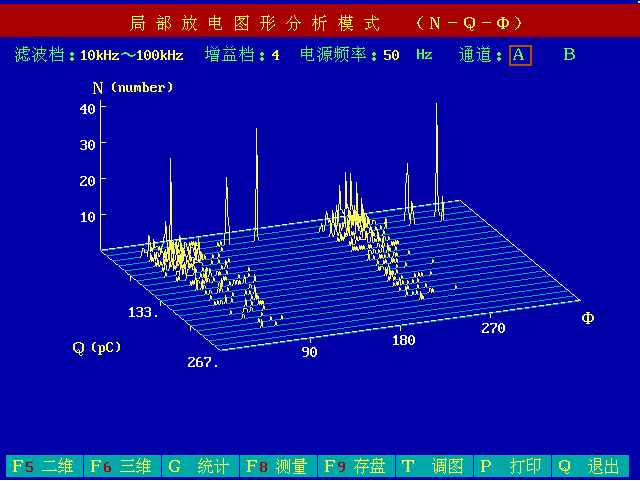 局部放电图形分析模式 （N－Q－Φ）
滤波档：10kHz～100kHz 增益档：4 电源频率：50 Hz 通道：A B
N (number)
40
30
20
10
133.
267.
Q (pC)
90
180
270
Φ
F5 二维 F6 三维 G 统计 F8 测量 F9 存盘 T 调图 P 打印 Q 退出